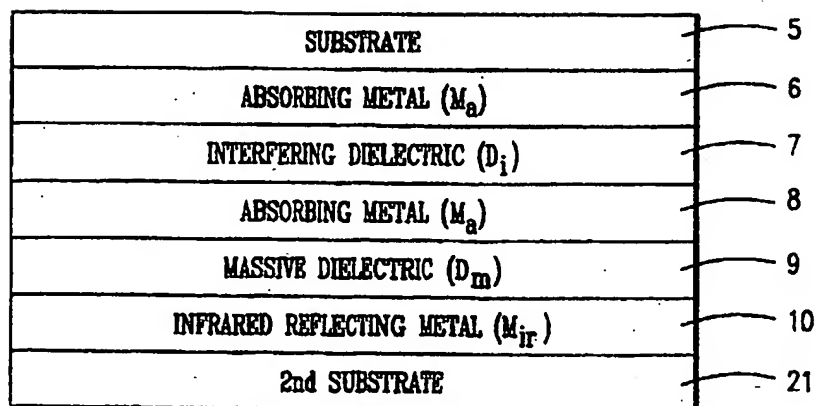 SUBSTRATE 5
ABSORBING METAL (Ma) 6
INTERFERING DIELECTRIC (Di) 7
ABSORBING METAL (Ma) 8
MASSIVE DIELECTRIC (Dm) 9
INFRARED REFLECTING METAL (Mir) 10
2nd SUBSTRATE 21